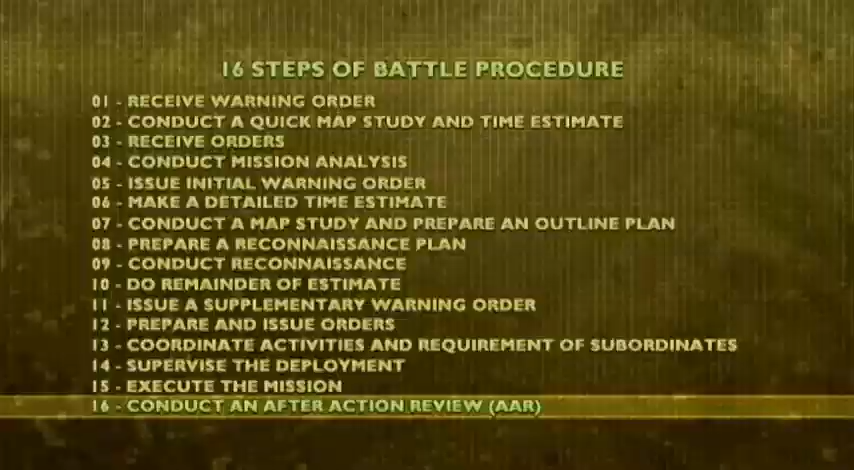 16 STEPS OF BATTLE PROCEDURE
01 - RECEIVE WARNING ORDER
02 - CONDUCT A QUICK MAP STUDY AND TIME ESTIMATE
03 - RECEIVE ORDERS
04 - CONDUCT MISSION ANALYSIS
05 - ISSUE INITIAL WARNING ORDER
06 - MAKE A DETAILED TIME ESTIMATE
07 - CONDUCT A MAP STUDY AND PREPARE AN OUTLINE PLAN
08 - PREPARE A RECONNAISSANCE PLAN
09 - CONDUCT RECONNAISSANCE
10 - DO REMAINDER OF ESTIMATE
11 - ISSUE A SUPPLEMENTARY WARNING ORDER
12 - PREPARE AND ISSUE ORDERS
13 - COORDINATE ACTIVITIES AND REQUIREMENT OF SUBORDINATES
14 - SUPERVISE THE DEPLOYMENT
15 - EXECUTE THE MISSION
16 - CONDUCT AN AFTER ACTION REVIEW (AAR)